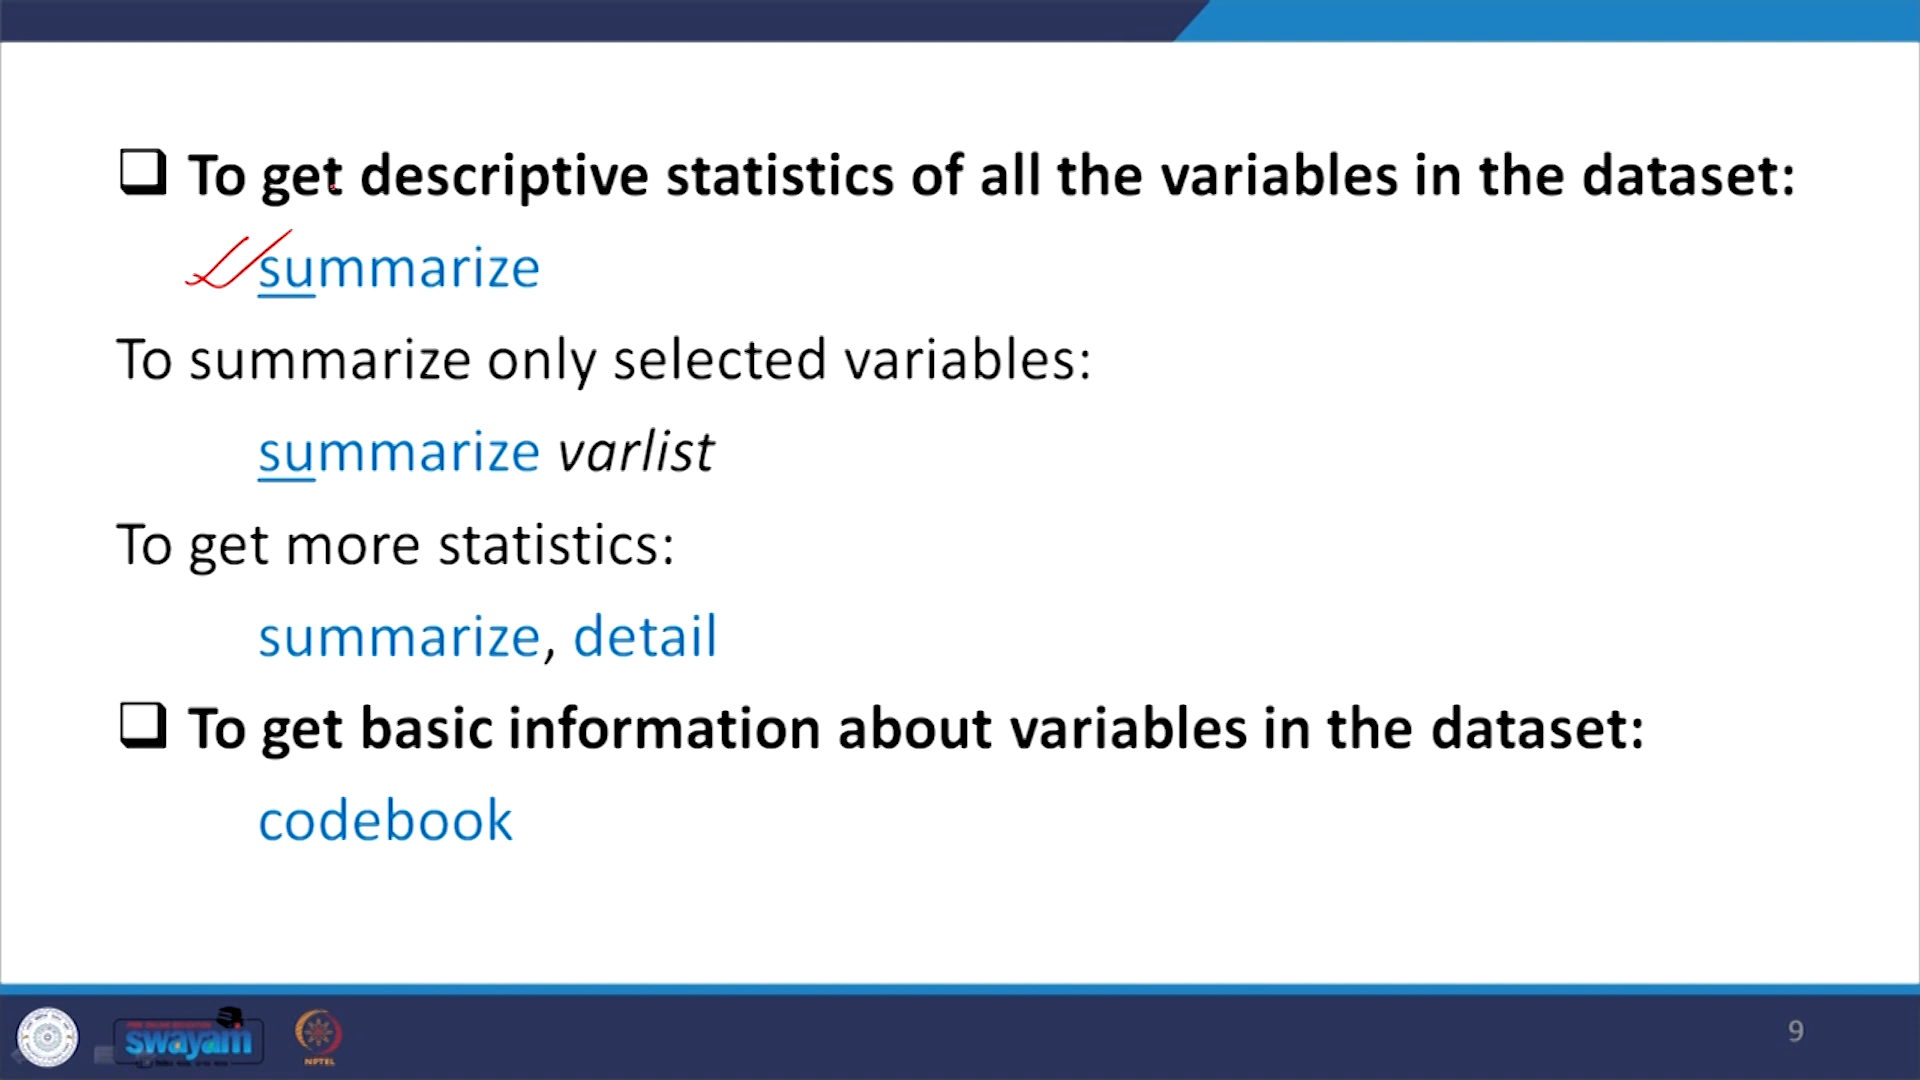 To get descriptive statistics of all the variables in the dataset:
summarize
To summarize only selected variables:
summarize varlist
To get more statistics:
summarize, detail
To get basic information about variables in the dataset:
codebook
swayam
NPTEL
9